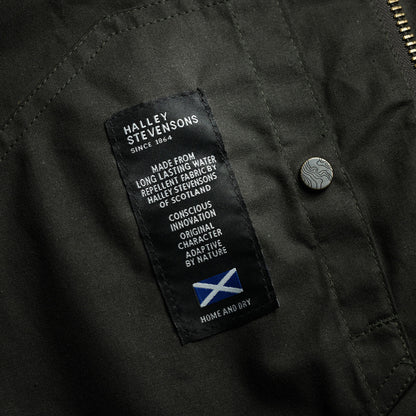 HALLEY
STEVENSONS
SINCE 1864
MADE FROM
LONG LASTING WATER
REPELLENT FABRIC BY
HALLEY STEVENSONS
OF SCOTLAND
CONSCIOUS
INNOVATION
ORIGINAL
CHARACTER
ADAPTIVE
BY NATURE
HOME AND DRY